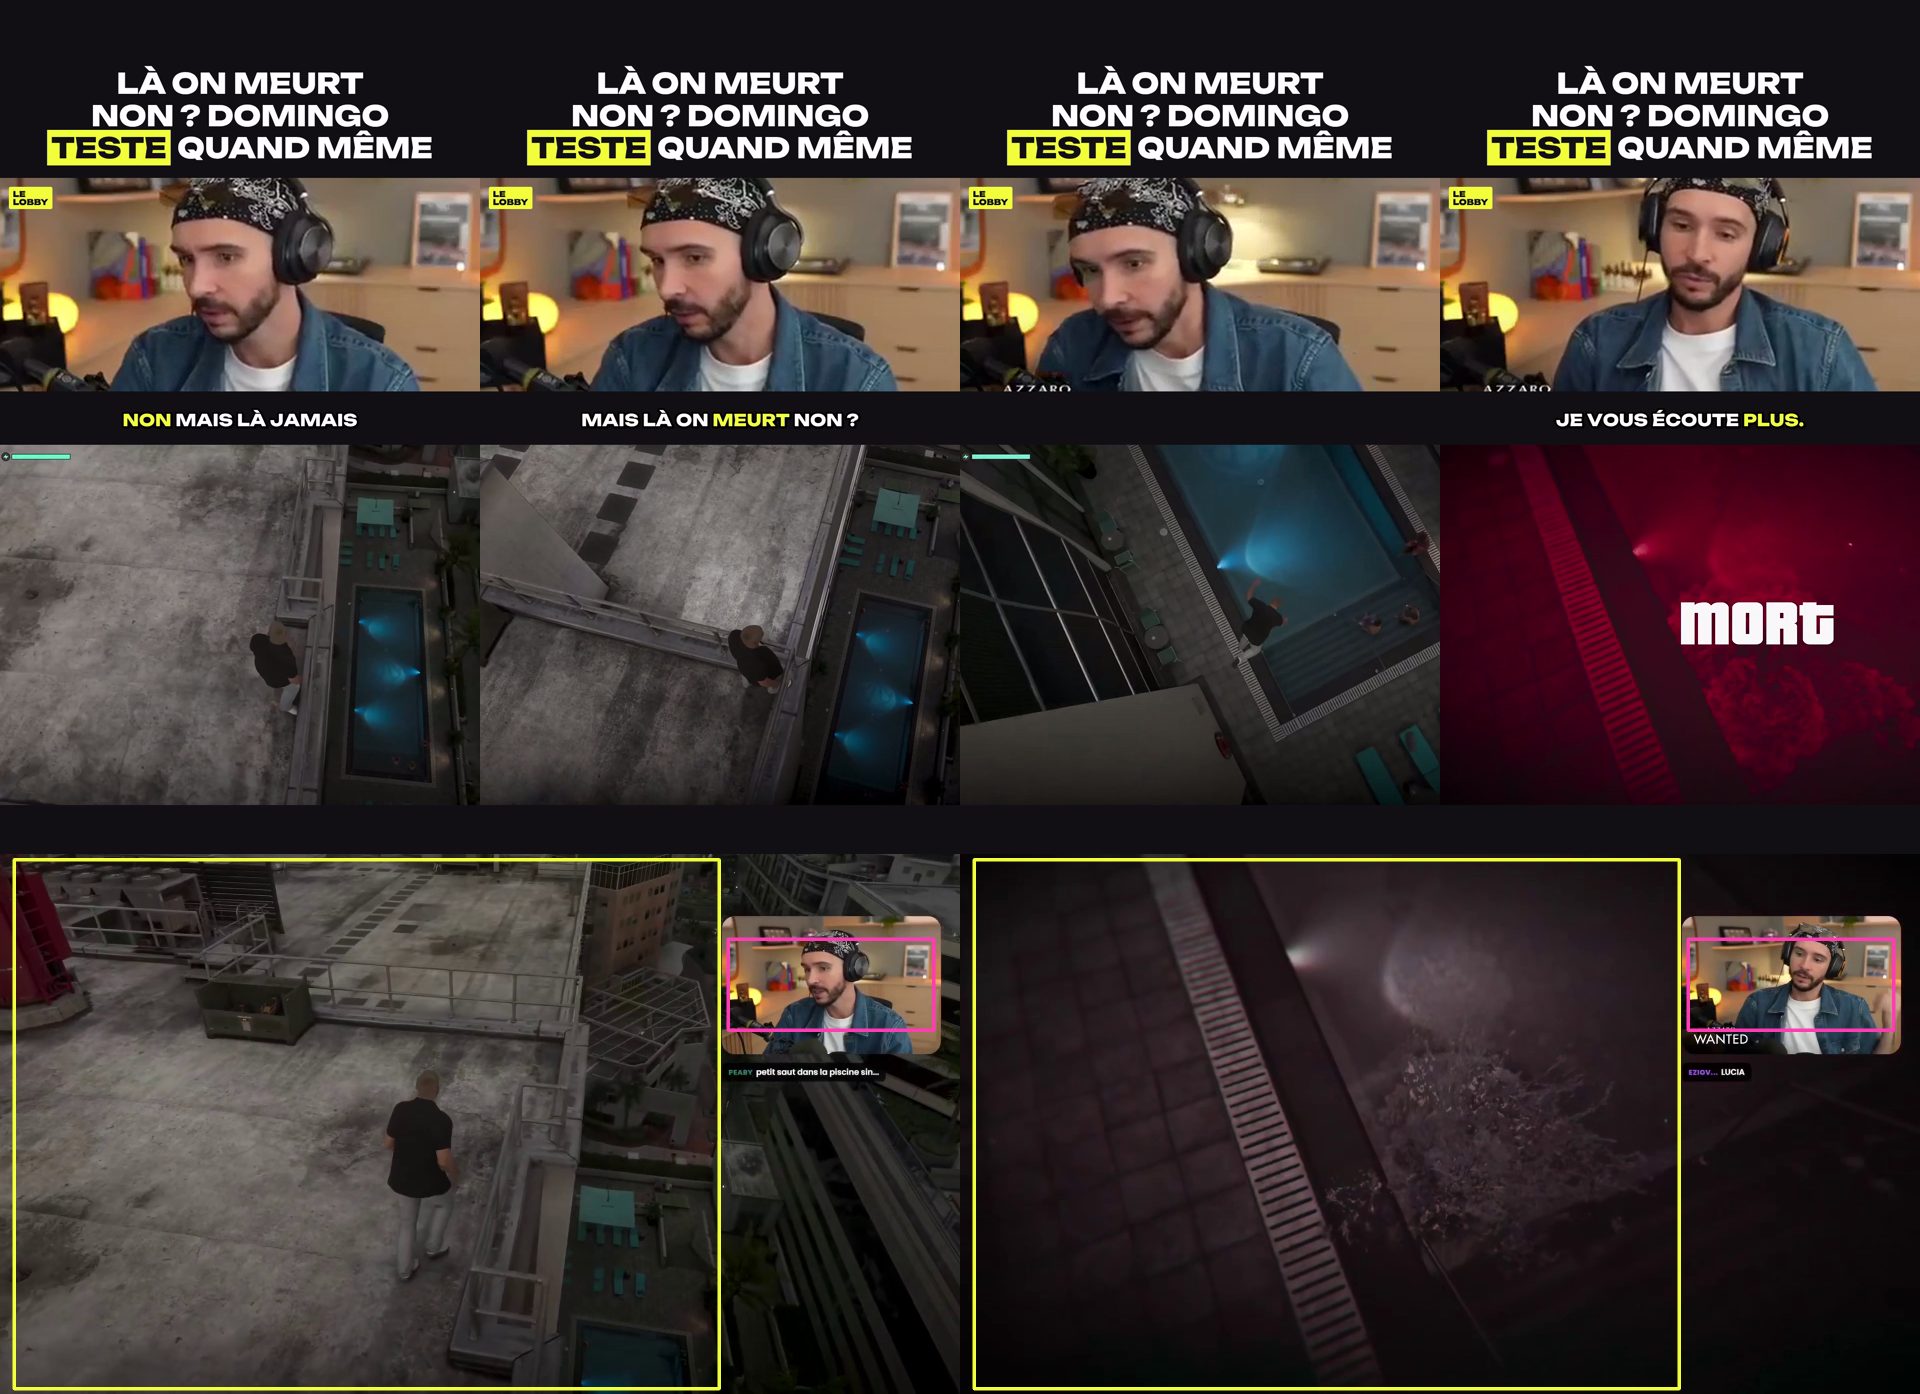 LÀ ON MEURT
NON ? DOMINGO
TESTE QUAND MÊME
LÀ ON MEURT
NON ? DOMINGO
TESTE QUAND MÊME
LÀ ON MEURT
NON ? DOMINGO
TESTE QUAND MÊME
LÀ ON MEURT
NON ? DOMINGO
TESTE QUAND MÊME
LE
LOBBY
LE
LOBBY
LE
LOBBY
LE
LOBBY
AZZARO
AZZARO
NON MAIS LÀ JAMAIS
MAIS LÀ ON MEURT NON ?
JE VOUS ÉCOUTE PLUS.
MORT
PEABY petit saut dans la piscine sin...
WANTED
EZIOV... LUCIA